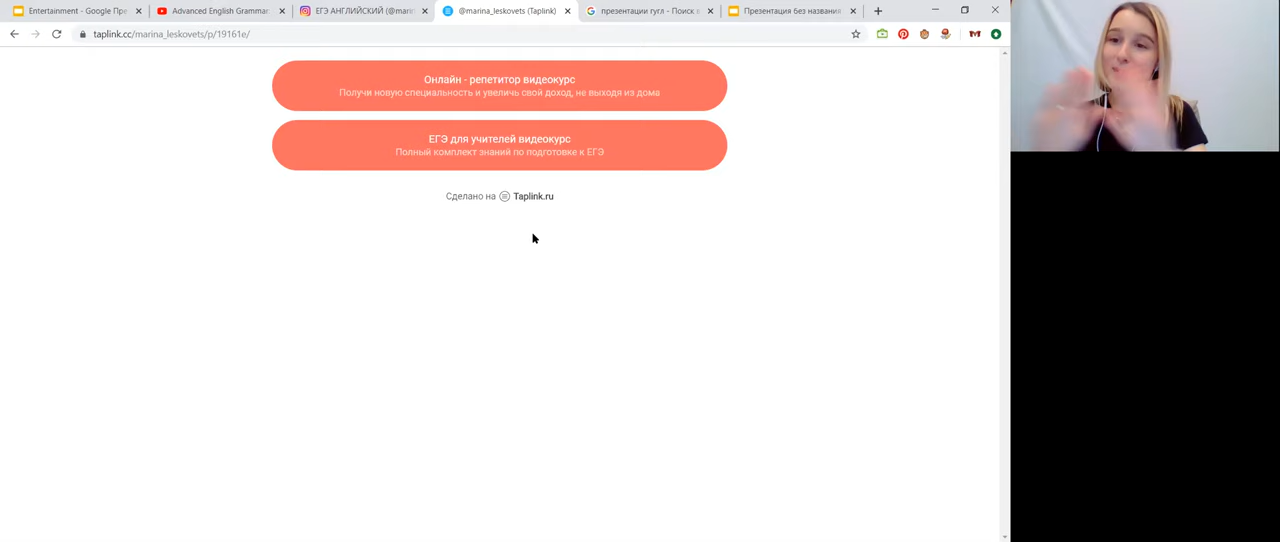 Entertainment - Google Пре
Advanced English Grammar
ЕГЭ АНГЛИЙСКИЙ (@marin
@marina_leskovets (Taplink)
презентации гугл - Поиск в
Презентация без названия
taplink.cc/marina_leskovets/p/19161e/
Онлайн - репетитор видеокурс
Получи новую специальность и увеличь свой доход, не выходя из дома
ЕГЭ для учителей видеокурс
Полный комплект знаний по подготовке к ЕГЭ
Сделано на Taplink.ru